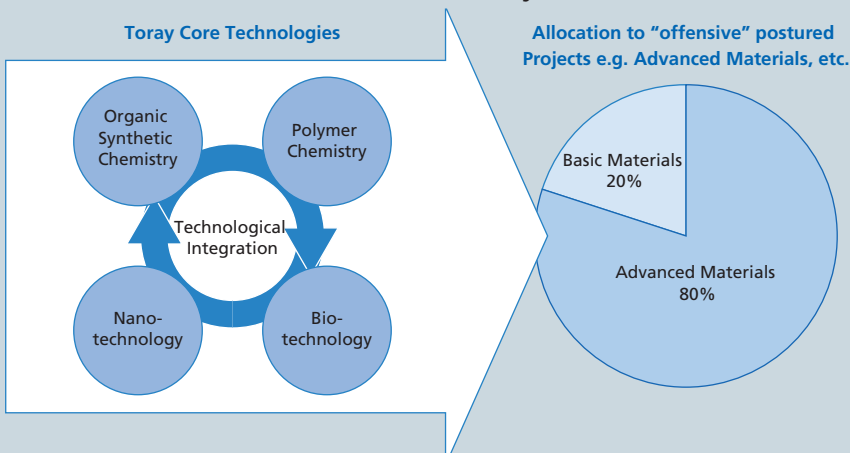 Toray Core Technologies
Allocation to “offensive” postured
Projects e.g. Advanced Materials, etc.
Organic
Synthetic
Chemistry
Polymer
Chemistry
Technological
Integration
Nano-
technology
Bio-
technology
Basic Materials
20%
Advanced Materials
80%